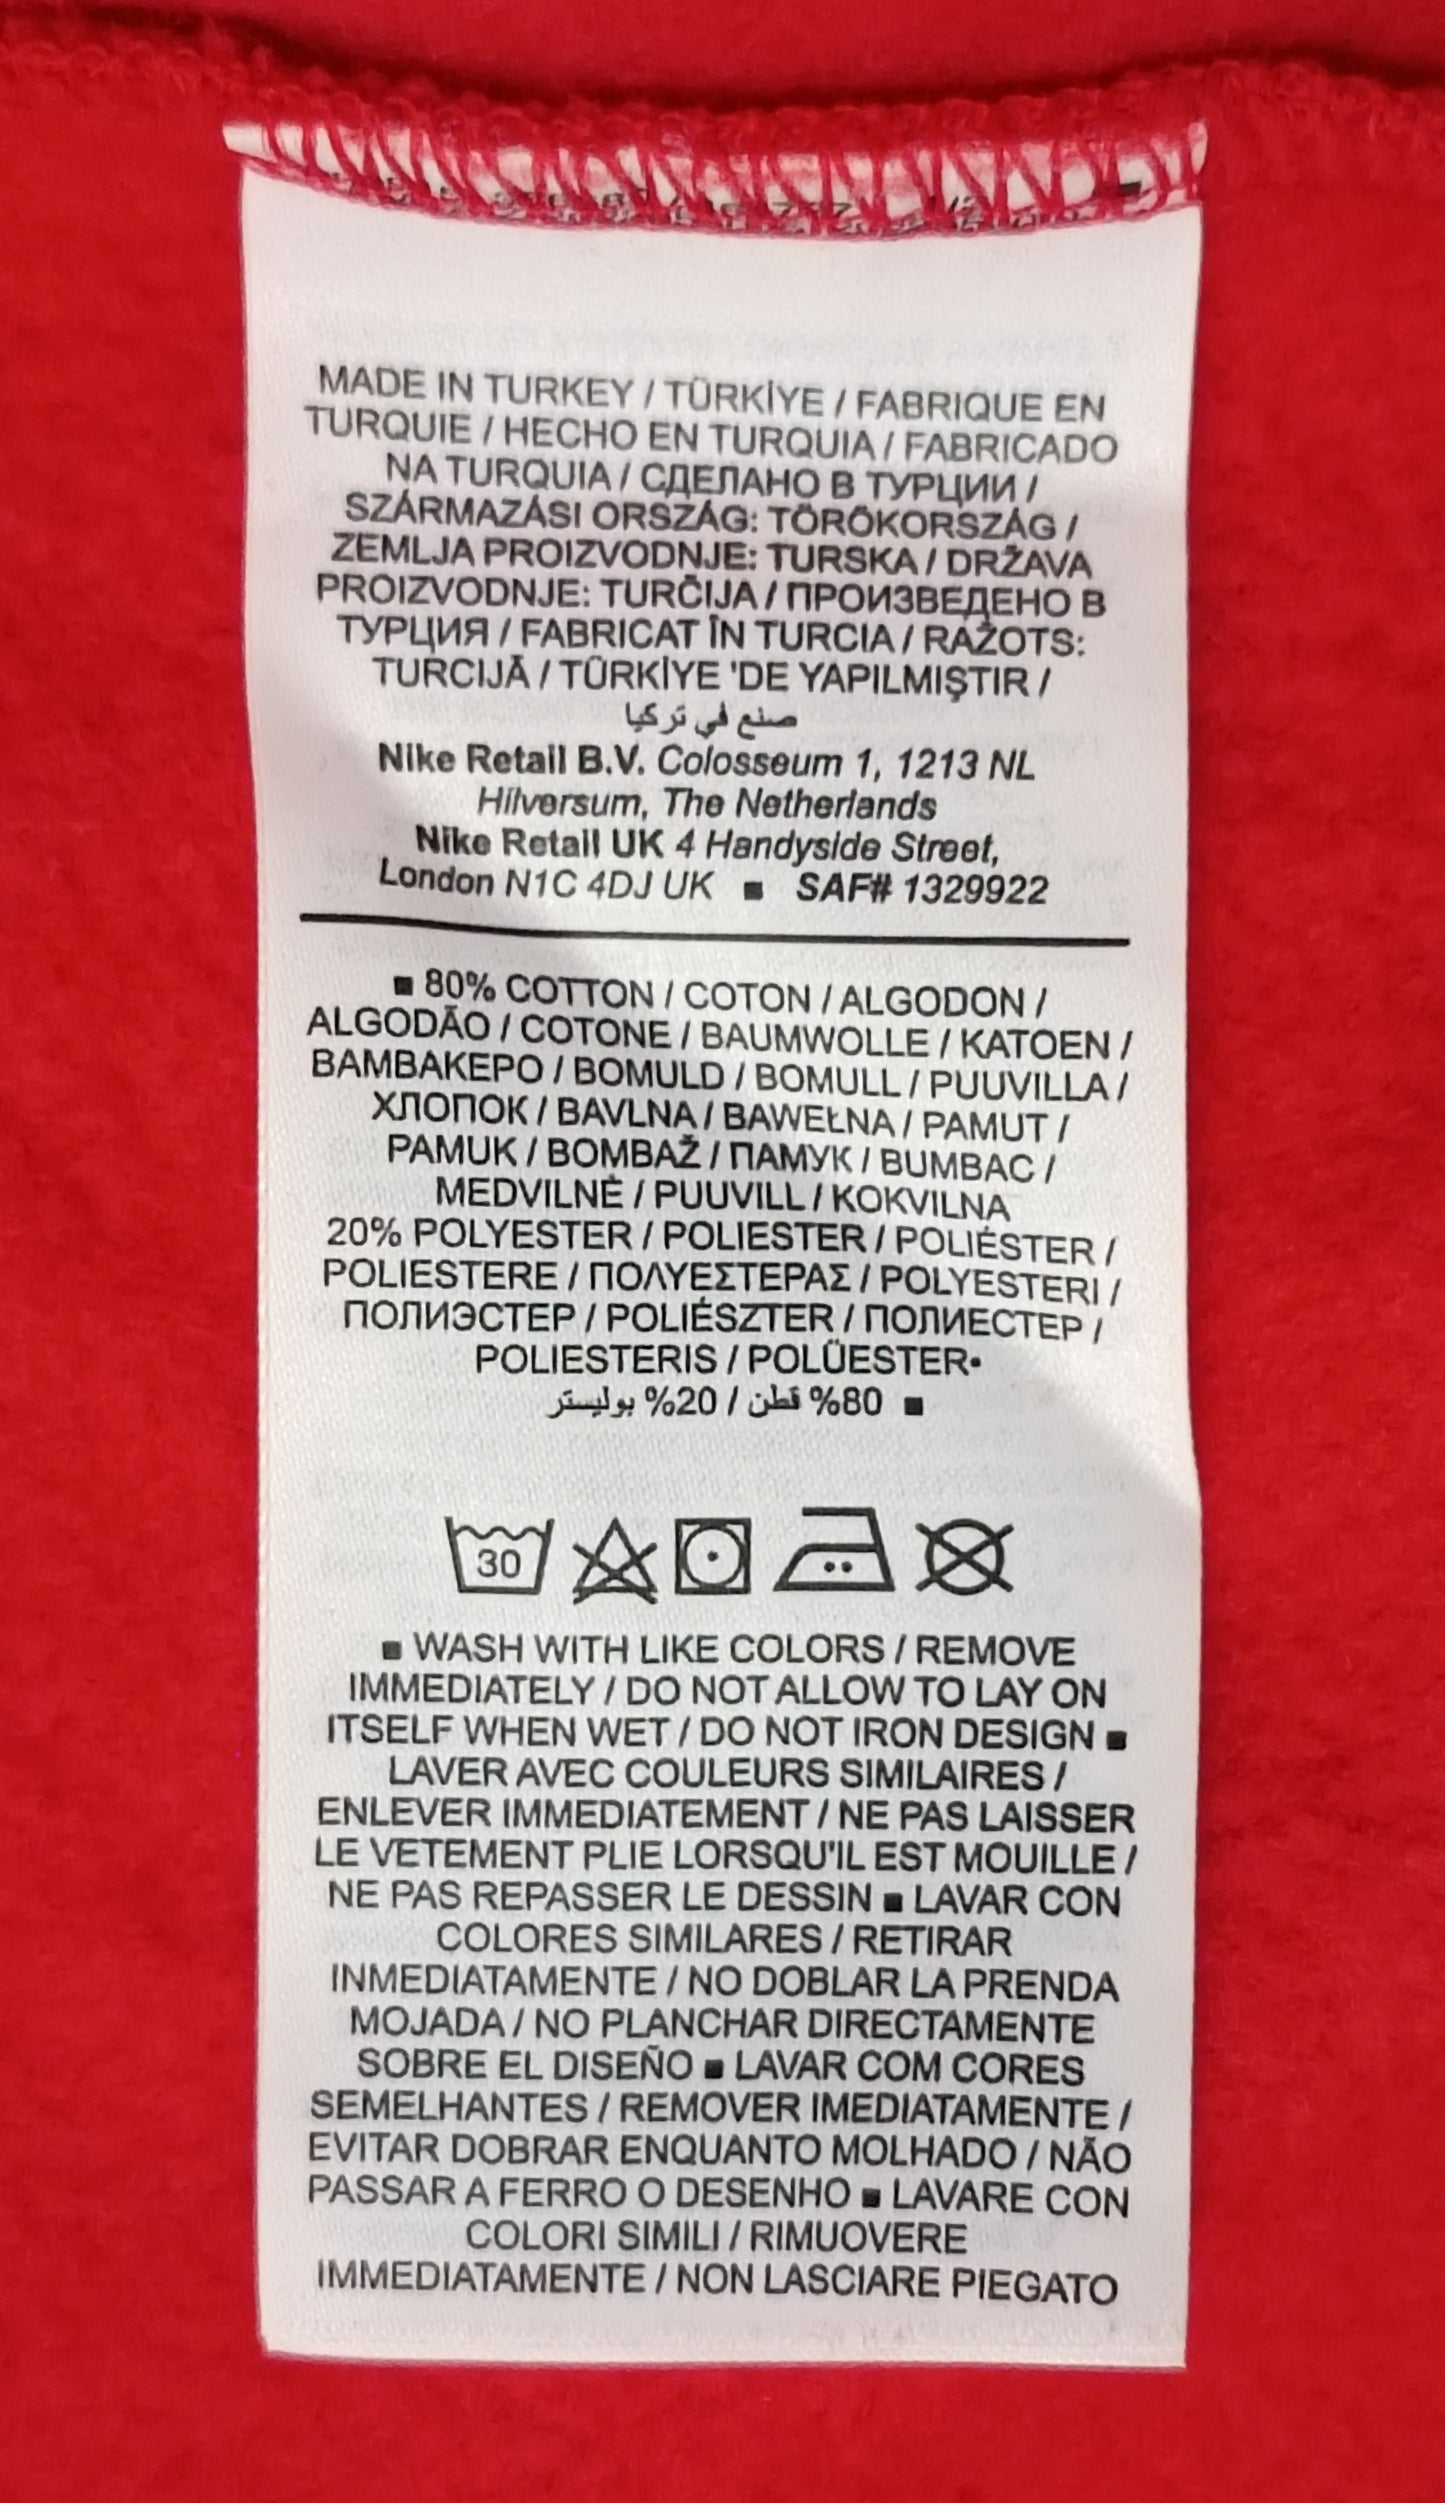 MADE IN TURKEY / TÜRKİYE / FABRIQUE EN
TURQUIE / HECHO EN TURQUIA / FABRICADO
NA TURQUIA / СДЕЛАНО В ТУРЦИИ /
SZÁRMAZÁSI ORSZÁG: TÖRÖKORSZÁG /
ZEMLJA PROIZVODNJE: TURSKA / DRŽAVA
PROIZVODNJE: TURČIJA / ПРОИЗВЕДЕНО В
ТУРЦИЯ / FABRICAT ÎN TURCIA / RAŽOTS:
TURCIJĀ / TÜRKİYE 'DE YAPILMIŞTIR /
صنع في تركيا
Nike Retail B.V. Colosseum 1, 1213 NL
Hilversum, The Netherlands
Nike Retail UK 4 Handyside Street,
London N1C 4DJ UK ■ SAF# 1329922
■ 80% COTTON / COTON / ALGODON /
ALGODÃO / COTONE / BAUMWOLLE / KATOEN /
ΒΑΜΒΑΚΕΡΟ / BOMULD / BOMULL / PUUVILLA /
ХЛОПОК / BAVLNA / BAWEŁNA / PAMUT /
PAMUK / BOMBAŽ / ПАМУК / BUMBAC /
MEDVILNĖ / PUUVILL / KOKVILNA
20% POLYESTER / POLIESTER / POLIÉSTER /
POLIESTERE / ΠΟΛΥΕΣΤΕΡΑΣ / POLYESTERI /
ПОЛИЭСТЕР / POLIÉSZTER / ПОЛИЕСТЕР /
POLIESTERIS / POLÜESTER•
■ 80% قطن / 20% بوليستر
30
■ WASH WITH LIKE COLORS / REMOVE
IMMEDIATELY / DO NOT ALLOW TO LAY ON
ITSELF WHEN WET / DO NOT IRON DESIGN ■
LAVER AVEC COULEURS SIMILAIRES /
ENLEVER IMMEDIATEMENT / NE PAS LAISSER
LE VETEMENT PLIE LORSQU'IL EST MOUILLE /
NE PAS REPASSER LE DESSIN ■ LAVAR CON
COLORES SIMILARES / RETIRAR
INMEDIATAMENTE / NO DOBLAR LA PRENDA
MOJADA / NO PLANCHAR DIRECTAMENTE
SOBRE EL DISEÑO ■ LAVAR COM CORES
SEMELHANTES / REMOVER IMEDIATAMENTE /
EVITAR DOBRAR ENQUANTO MOLHADO / NÃO
PASSAR A FERRO O DESENHO ■ LAVARE CON
COLORI SIMILI / RIMUOVERE
IMMEDIATAMENTE / NON LASCIARE PIEGATO